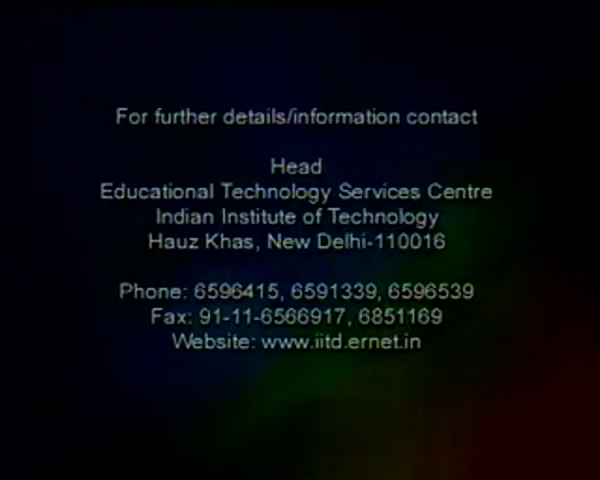 For further details/information contact
Head
Educational Technology Services Centre
Indian Institute of Technology
Hauz Khas, New Delhi-110016
Phone: 6596415, 6591339, 6596539
Fax: 91-11-6566917, 6851169
Website: www.iitd.ernet.in